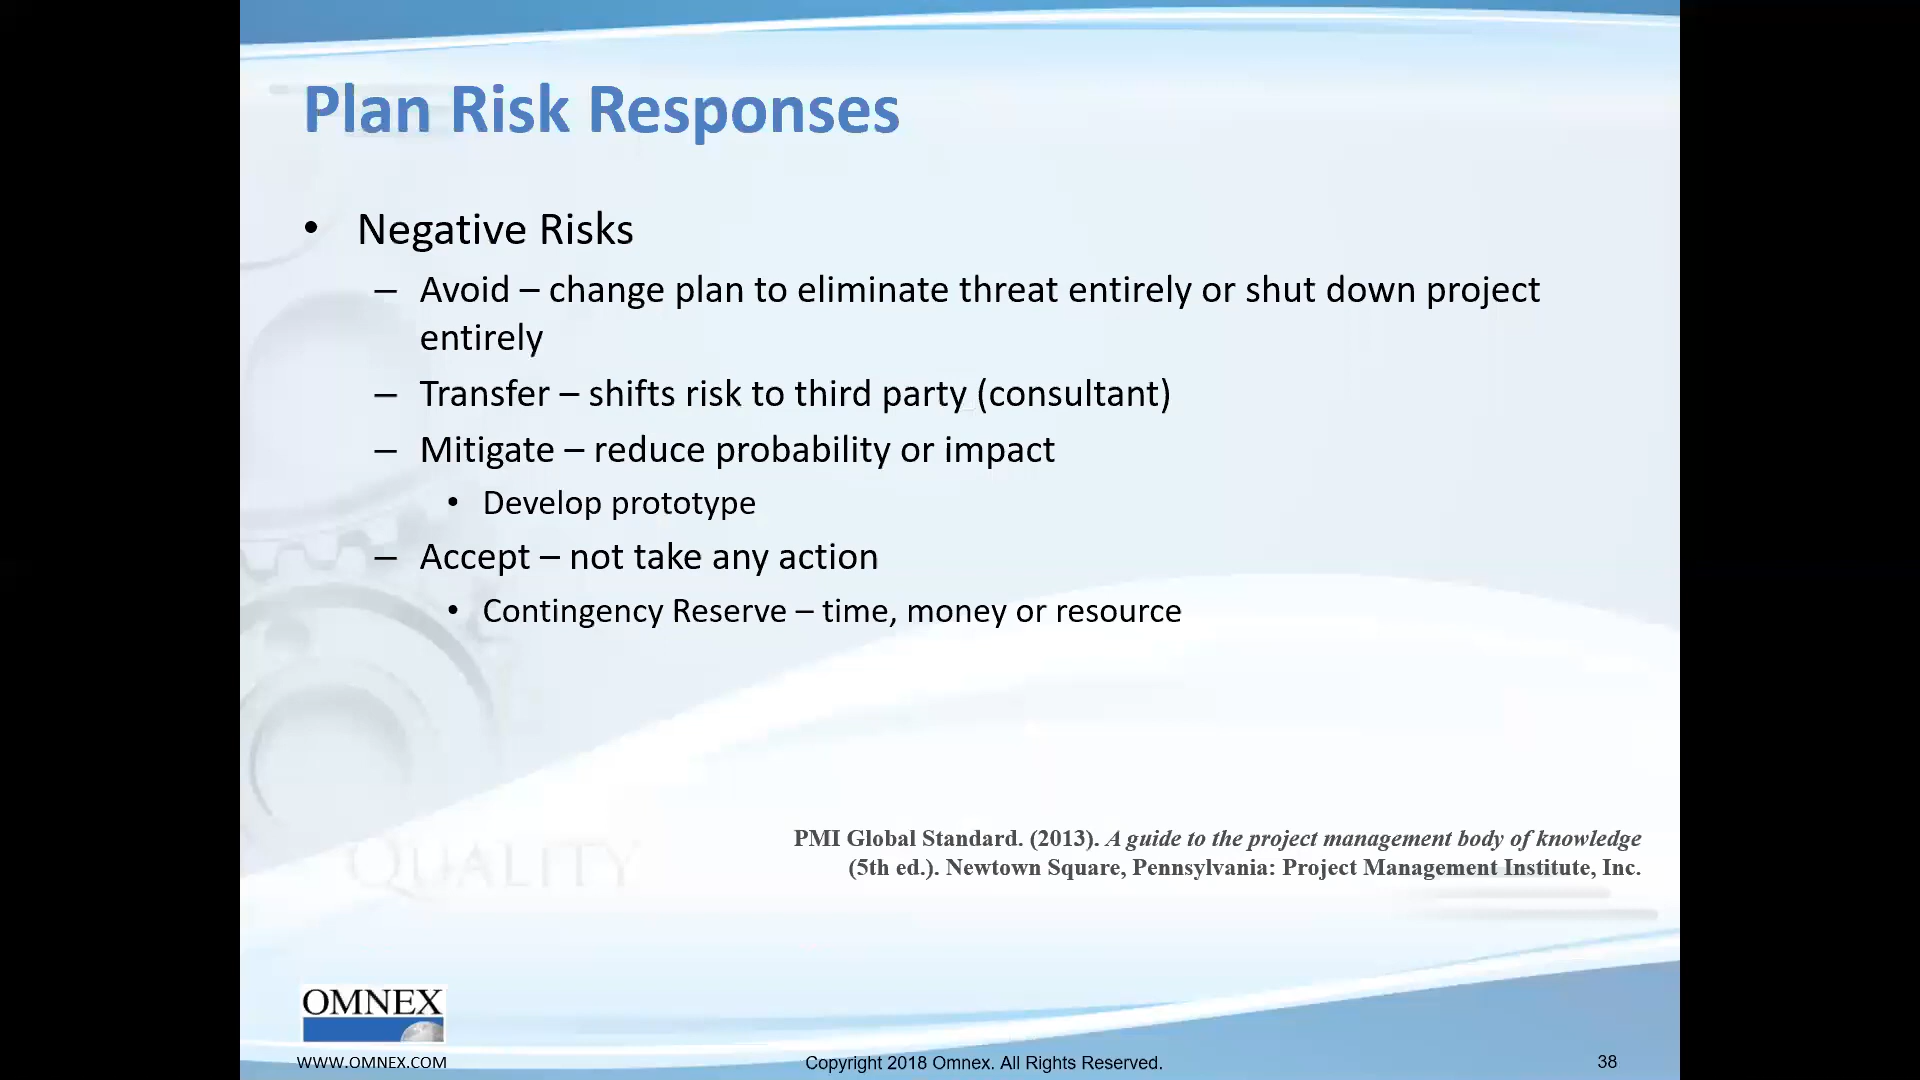 Plan Risk Responses
• Negative Risks
– Avoid – change plan to eliminate threat entirely or shut down project
entirely
– Transfer – shifts risk to third party (consultant)
– Mitigate – reduce probability or impact
• Develop prototype
– Accept – not take any action
• Contingency Reserve – time, money or resource
PMI Global Standard. (2013). A guide to the project management body of knowledge
(5th ed.). Newtown Square, Pennsylvania: Project Management Institute, Inc.
QUALITY
OMNEX
WWW.OMNEX.COM
Copyright 2018 Omnex. All Rights Reserved.
38